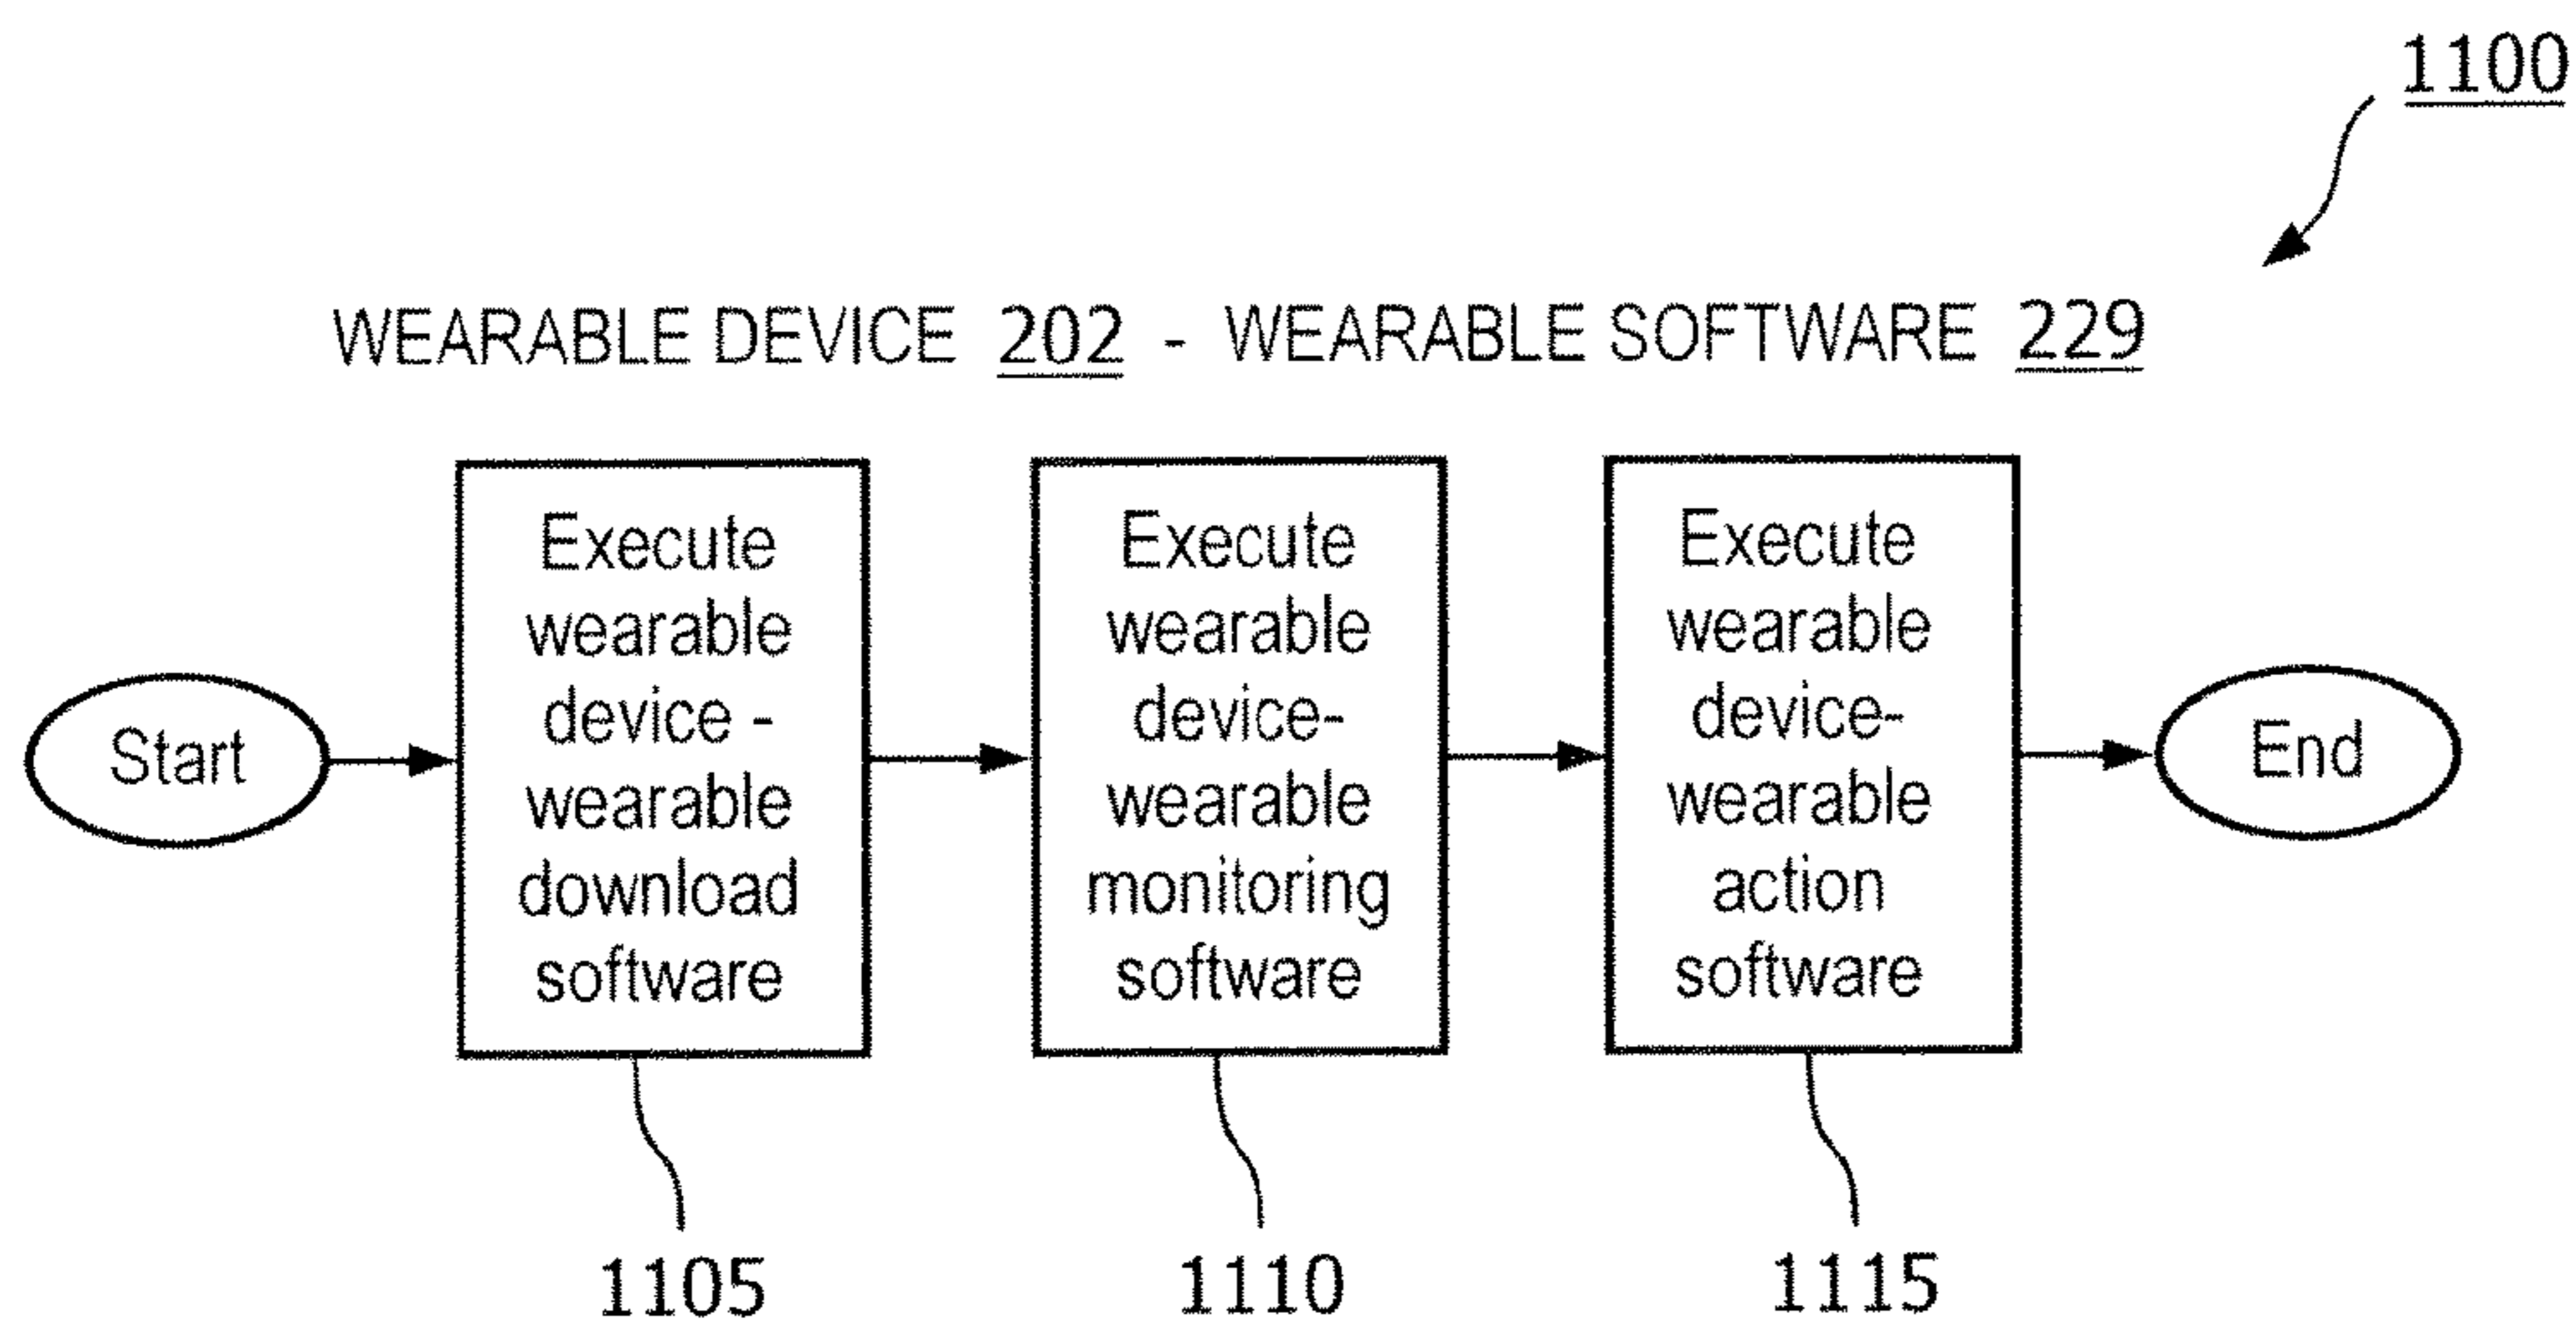 1100
WEARABLE DEVICE 202 - WEARABLE SOFTWARE 229
Start
Execute
wearable
device -
wearable
download
software
Execute
wearable
device-
wearable
monitoring
software
Execute
wearable
device-
wearable
action
software
End
1105
1110
1115